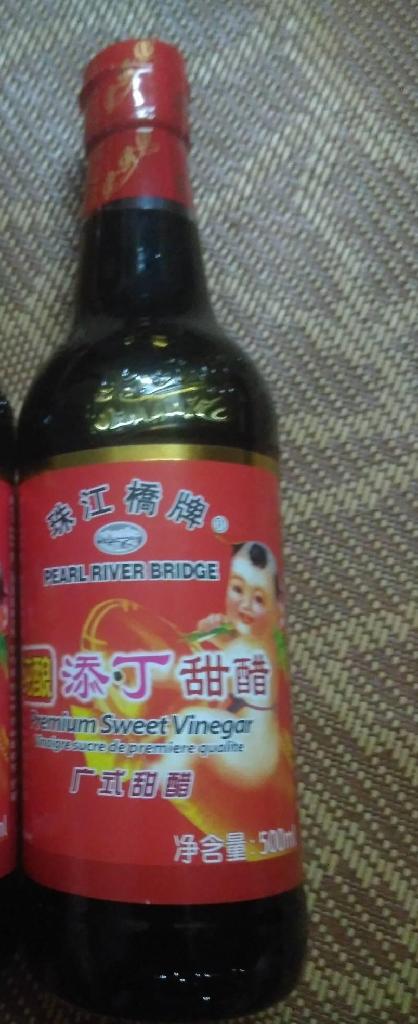 珠江橋牌®
PEARL RIVER BRIDGE
酿 添·丁甜醋
Premium Sweet Vinegar
Vinaigre sucre de premiere qualite
广式甜醋
净含量:500ml